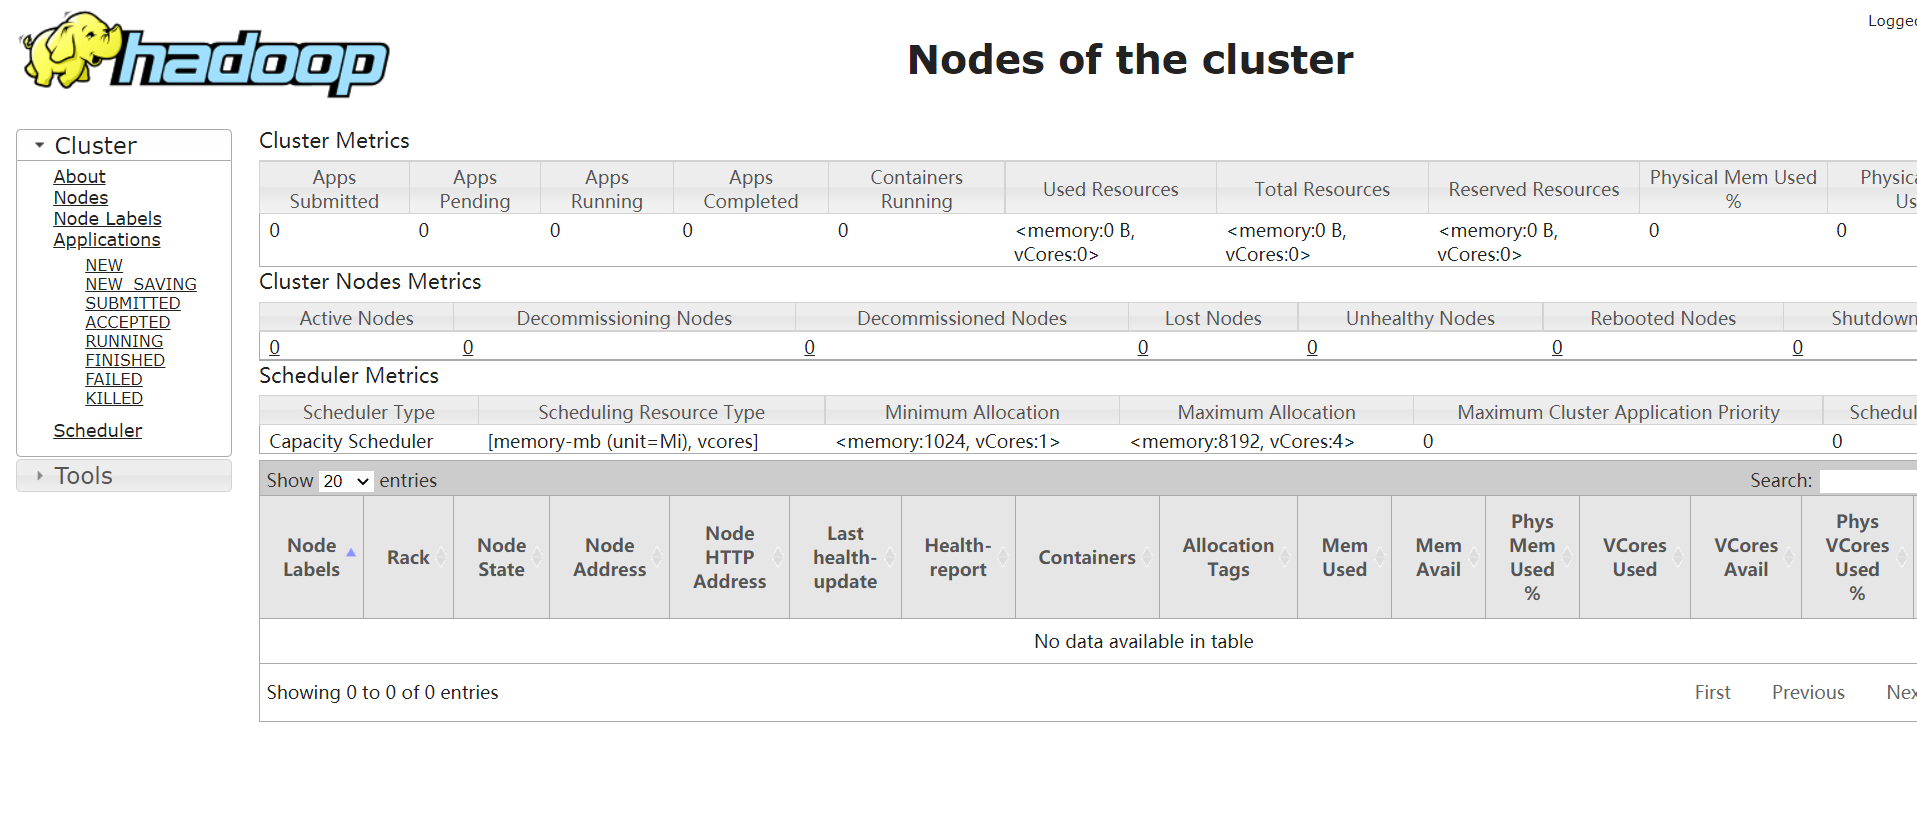 hadoop
Logged
Nodes of the cluster
Cluster
About
Nodes
Node Labels
Applications
NEW
NEW_SAVING
SUBMITTED
ACCEPTED
RUNNING
FINISHED
FAILED
KILLED
Scheduler
Tools
Cluster Metrics
Apps Submitted Apps Pending Apps Running Apps Completed Containers Running Used Resources Total Resources Reserved Resources Physical Mem Used %
0 0 0 0 0 <memory:0 B, vCores:0> <memory:0 B, vCores:0> <memory:0 B, vCores:0> 0 0
Cluster Nodes Metrics
Active Nodes Decommissioning Nodes Decommissioned Nodes Lost Nodes Unhealthy Nodes Rebooted Nodes Shutdown
0 0 0 0 0 0 0
Scheduler Metrics
Scheduler Type Scheduling Resource Type Minimum Allocation Maximum Allocation Maximum Cluster Application Priority
Capacity Scheduler [memory-mb (unit=Mi), vcores] <memory:1024, vCores:1> <memory:8192, vCores:4> 0 0
Show 20 entries Search:
Node Labels Rack Node State Node Address Node HTTP Address Last health-update Health-report Containers Allocation Tags Mem Used Mem Avail Phys Mem Used % VCores Used VCores Avail Phys VCores Used %
No data available in table
Showing 0 to 0 of 0 entries First Previous